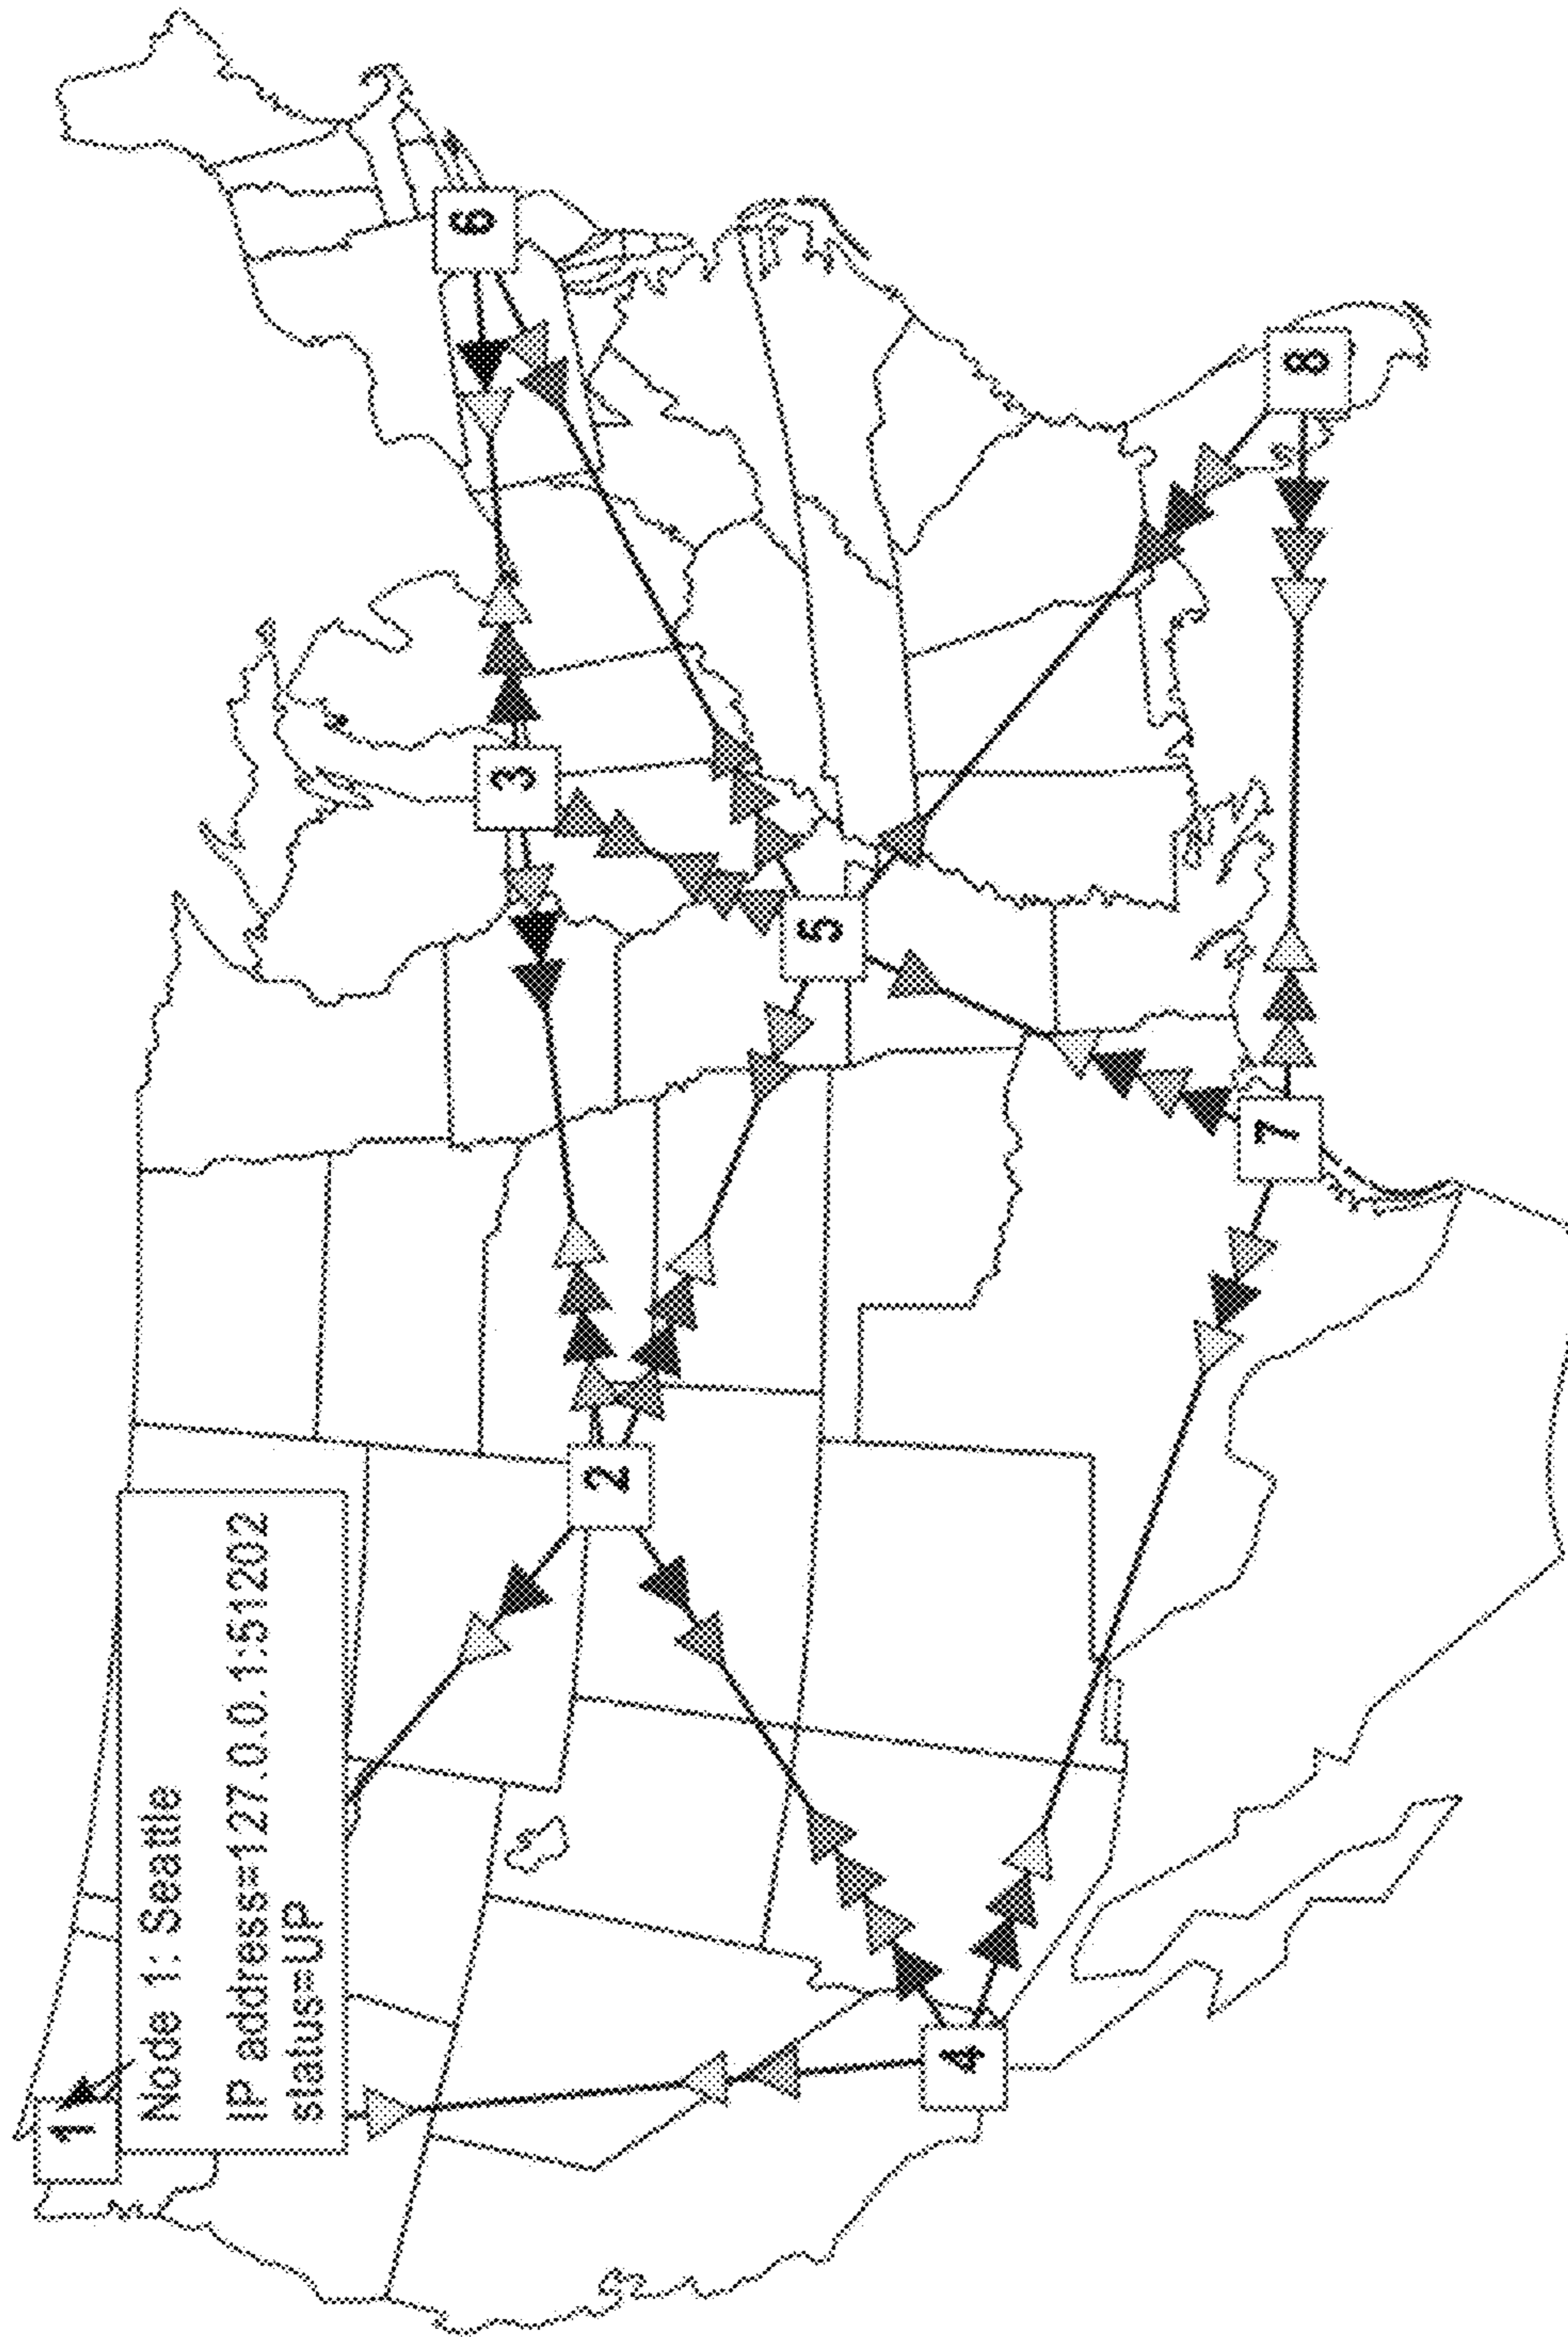 1
Node 1: Seattle
IP address=127.0.0.1:51202
status=UP
2
3
4
5
6
7
8